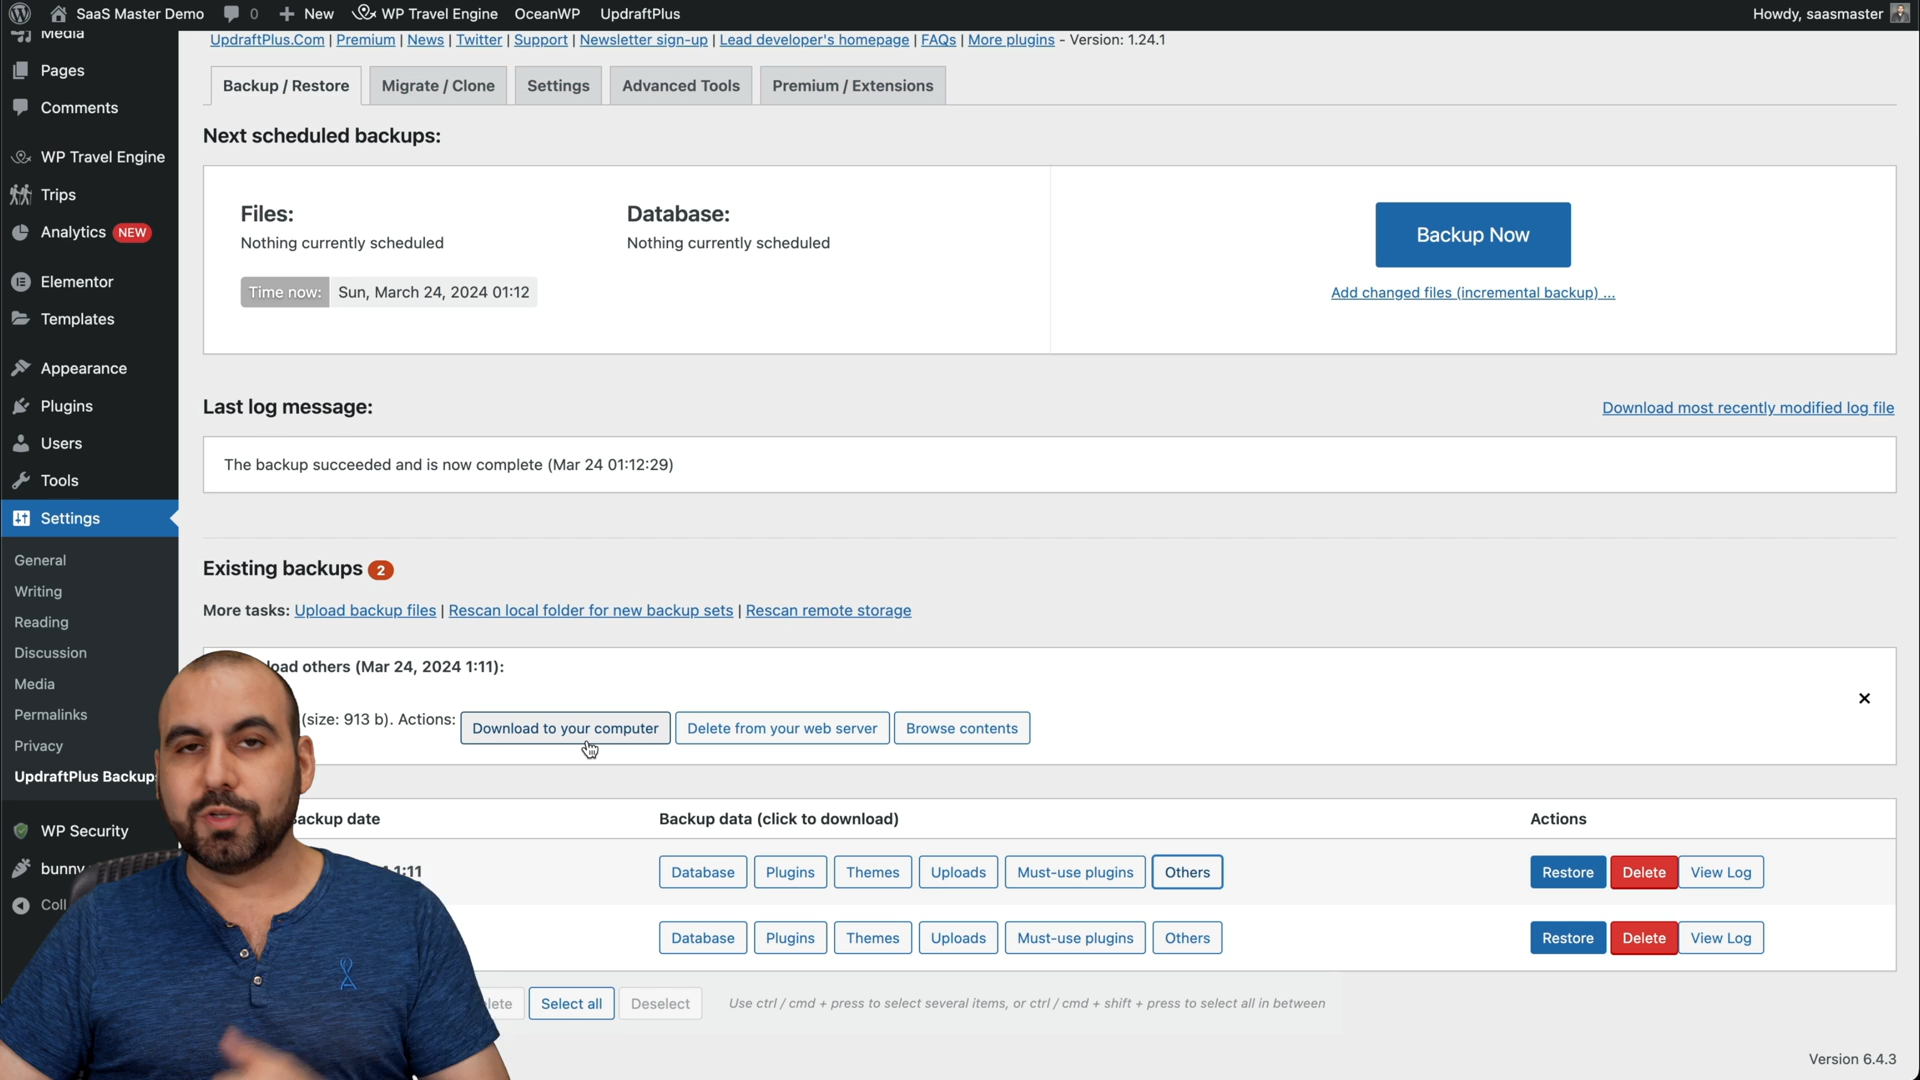 SaaS Master Demo 0 New WP Travel Engine OceanWP UpdraftPlus Howdy, saasmaster
Media
Pages
Comments
WP Travel Engine
Trips
Analytics NEW
Elementor
Templates
Appearance
Plugins
Users
Tools
Settings
General
Writing
Reading
Discussion
Media
Permalinks
Privacy
UpdraftPlus Backups
WP Security
bunny
Coll
UpdraftPlus.Com | Premium | News | Twitter | Support | Newsletter sign-up | Lead developer's homepage | FAQs | More plugins - Version: 1.24.1
Backup / Restore Migrate / Clone Settings Advanced Tools Premium / Extensions
Next scheduled backups:
Files: Database:
Nothing currently scheduled Nothing currently scheduled
Time now: Sun, March 24, 2024 01:12
Backup Now
Add changed files (incremental backup) ...
Last log message: Download most recently modified log file
The backup succeeded and is now complete (Mar 24 01:12:29)
Existing backups 2
More tasks: Upload backup files | Rescan local folder for new backup sets | Rescan remote storage
load others (Mar 24, 2024 1:11):
(size: 913 b). Actions: Download to your computer Delete from your web server Browse contents
Backup date Backup data (click to download) Actions
1:11 Database Plugins Themes Uploads Must-use plugins Others Restore Delete View Log
Database Plugins Themes Uploads Must-use plugins Others Restore Delete View Log
lete Select all Deselect Use ctrl / cmd + press to select several items, or ctrl / cmd + shift + press to select all in between
Version 6.4.3